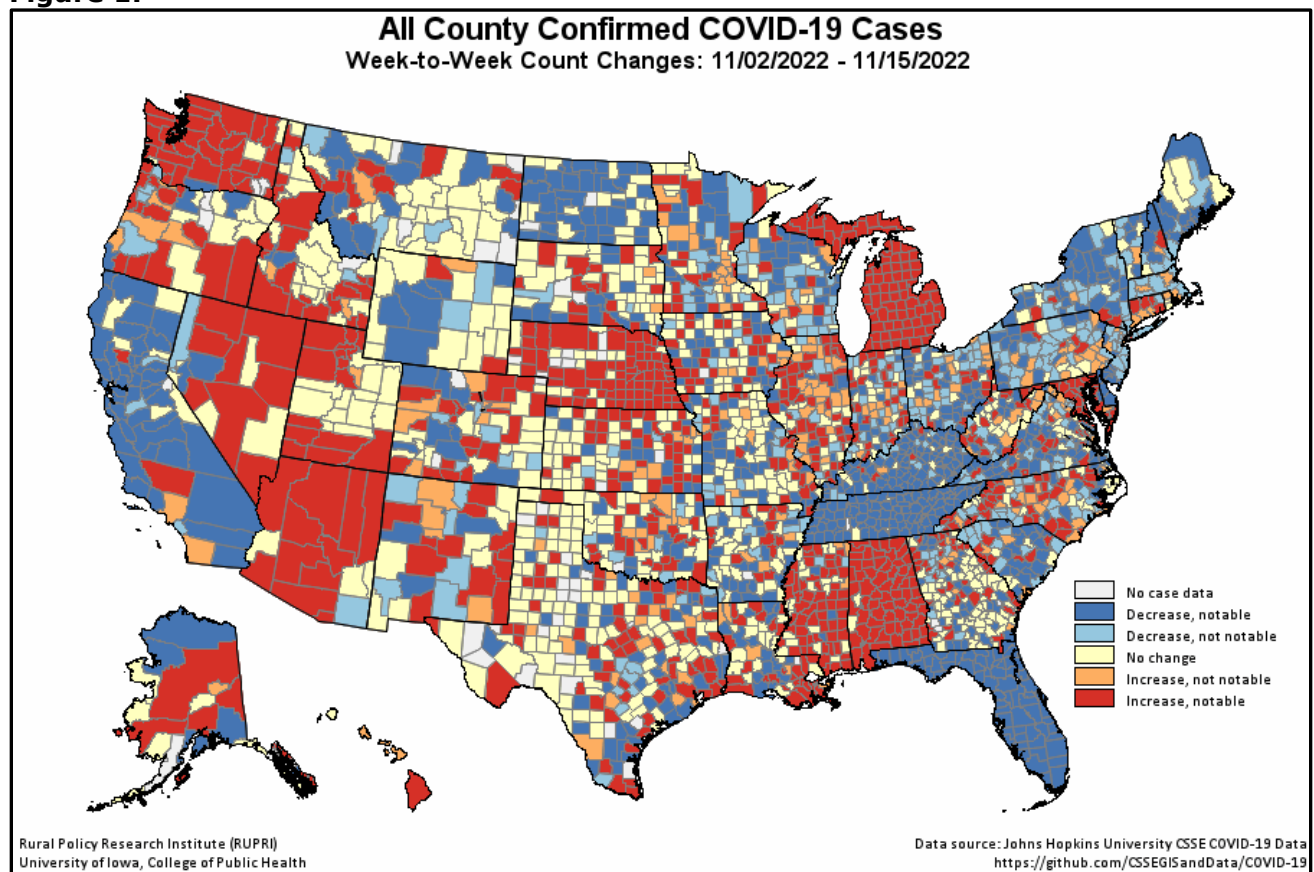 All County Confirmed COVID-19 Cases
Week-to-Week Count Changes: 11/02/2022 - 11/15/2022
No case data
Decrease, notable
Decrease, not notable
No change
Increase, not notable
Increase, notable
Rural Policy Research Institute (RUPRI)
University of Iowa, College of Public Health
Data source: Johns Hopkins University CSSE COVID-19 Data
https://github.com/CSSEGISandData/COVID-19